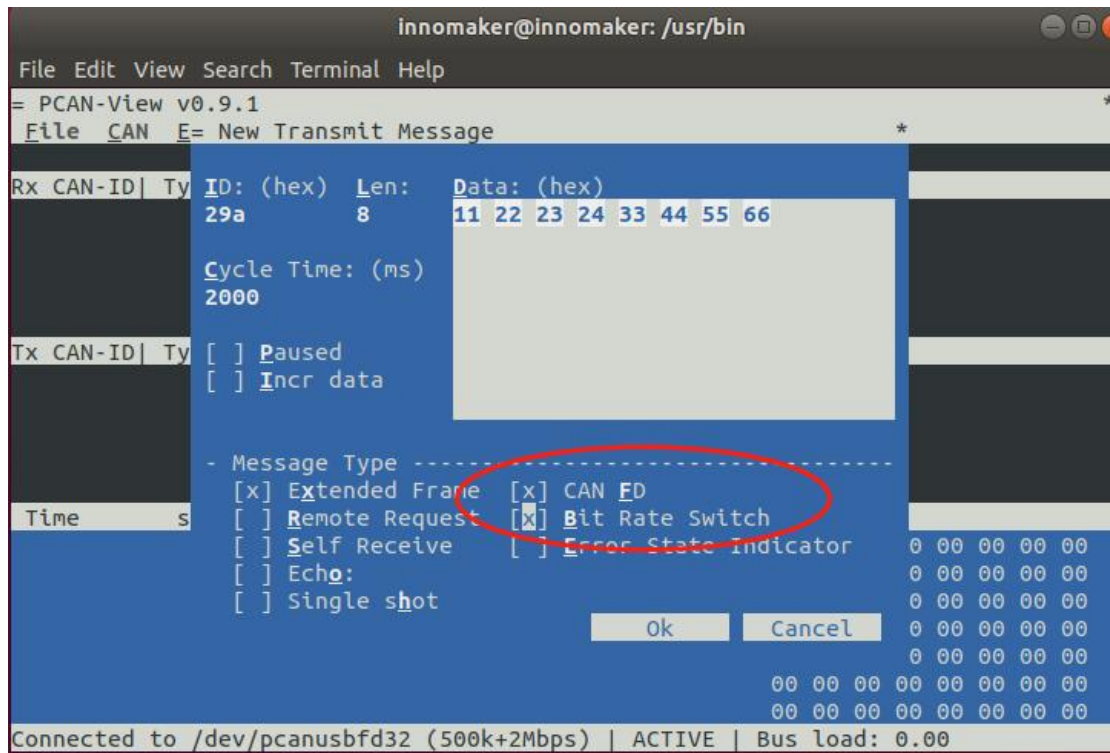 innomaker@innomaker: /usr/bin
File Edit View Search Terminal Help
= PCAN-View v0.9.1 *
File CAN E= New Transmit Message *
Rx CAN-ID| Ty ID: (hex) Len: Data: (hex)
29a 8 11 22 23 24 33 44 55 66
Cycle Time: (ms)
2000
Tx CAN-ID| Ty [ ] Paused
[ ] Incr data
- Message Type -----------------------------------
[x] Extended Frame [x] CAN FD
Time s [ ] Remote Request [x] Bit Rate Switch
[ ] Self Receive [ ] Error State Indicator 0 00 00 00 00
[ ] Echo: 0 00 00 00 00
[ ] Single shot 0 00 00 00 00
Ok Cancel 0 00 00 00 00
0 00 00 00 00
00 00 00 00 00 00 00 00
00 00 00 00 00 00 00 00
Connected to /dev/pcanusbfd32 (500k+2Mbps) | ACTIVE | Bus load: 0.00